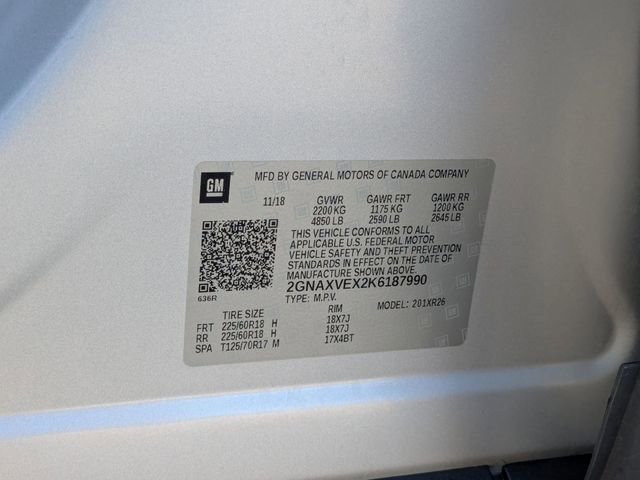 GM
MFD BY GENERAL MOTORS OF CANADA COMPANY
11/18 GVWR GAWR FRT GAWR RR
2200 KG 1175 KG 1200 KG
4850 LB 2590 LB 2645 LB
THIS VEHICLE CONFORMS TO ALL
APPLICABLE U.S. FEDERAL MOTOR
VEHICLE SAFETY AND THEFT PREVENTION
STANDARDS IN EFFECT ON THE DATE OF
MANUFACTURE SHOWN ABOVE.
2GNAXVEX2K6187990
636R TYPE: M.P.V. MODEL: 201XR26
TIRE SIZE RIM
FRT 225/60R18 H 18X7J
RR 225/60R18 H 18X7J
SPA T125/70R17 M 17X4BT